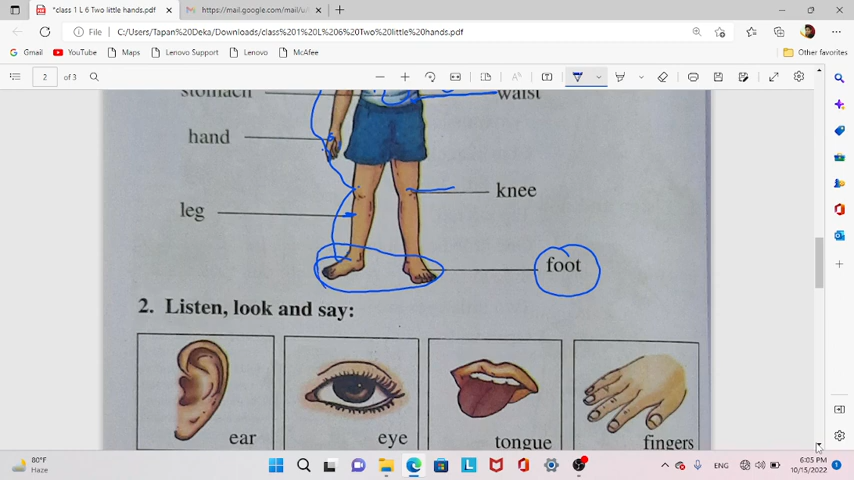 *class 1 L 6 Two little hands.pdf
https://mail.google.com/mail/u/
File
C:/Users/Tapan%20Deka/Downloads/class%201%20L%206%20Two%20little%20hands.pdf
Gmail YouTube Maps Lenovo Support Lenovo McAfee Other favorites
2 of 3
stomach waist
hand
knee
leg
foot
2. Listen, look and say:
ear eye tongue fingers
80°F
Haze
ENG
6:05 PM
10/15/2022